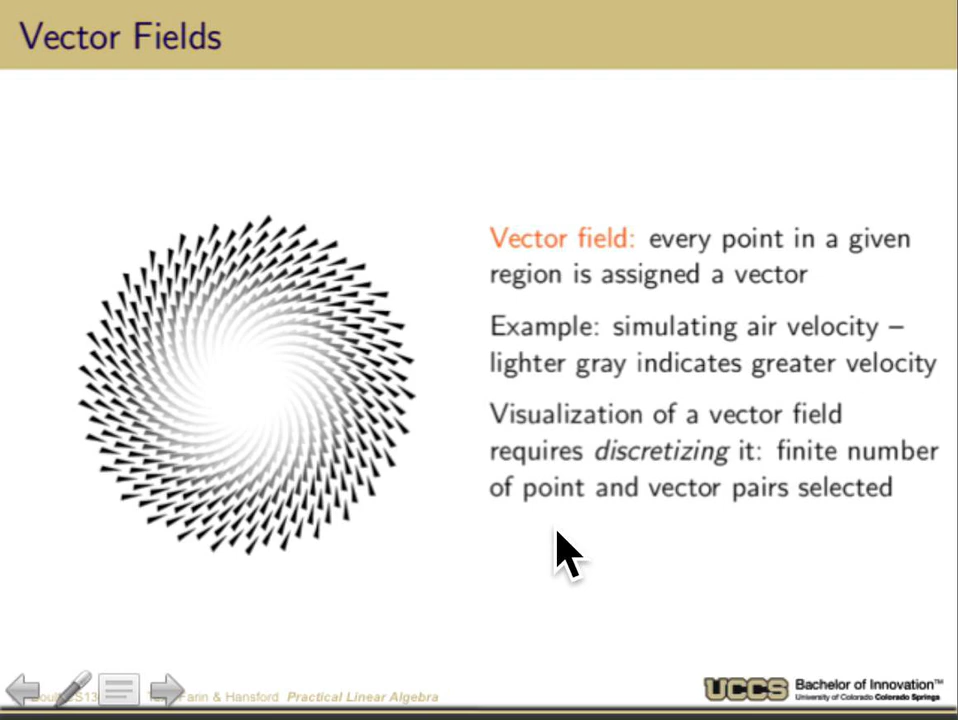 Vector Fields
Vector field: every point in a given
region is assigned a vector
Example: simulating air velocity –
lighter gray indicates greater velocity
Visualization of a vector field
requires discretizing it: finite number
of point and vector pairs selected
Farin & Hansford Practical Linear Algebra
UCCS
Bachelor of Innovation™
University of Colorado Colorado Springs